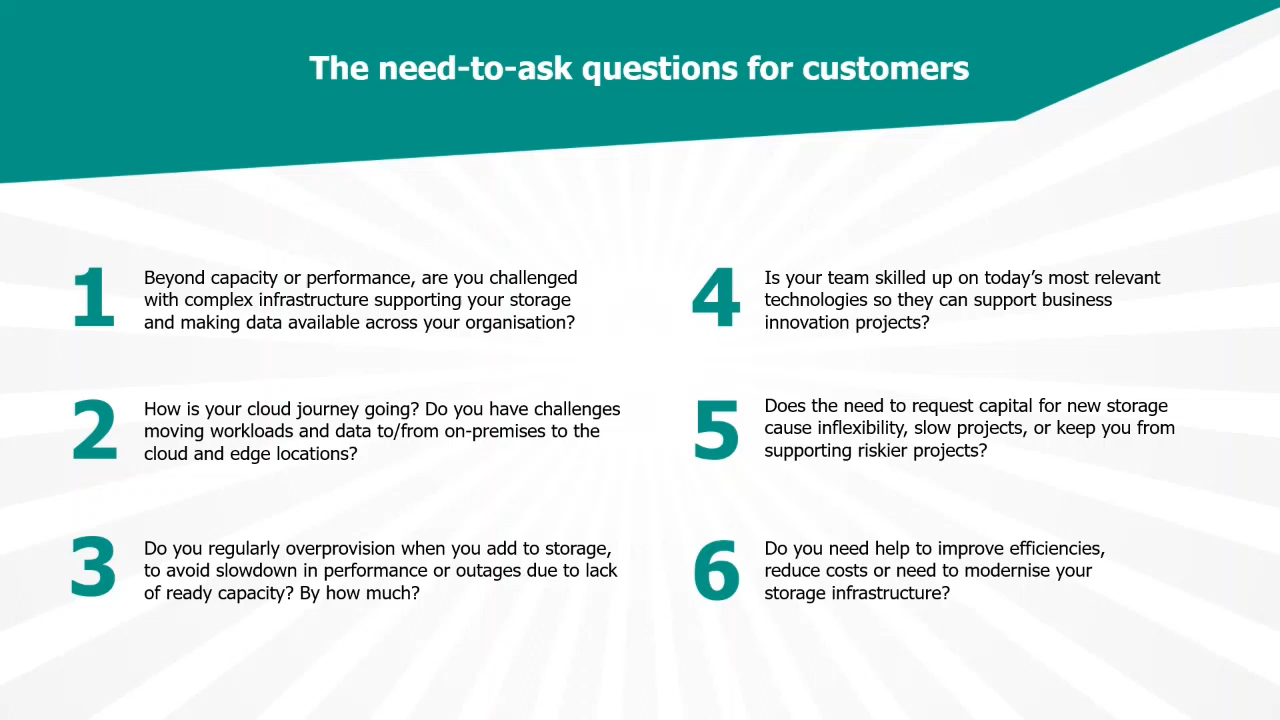 The need-to-ask questions for customers
1
Beyond capacity or performance, are you challenged
with complex infrastructure supporting your storage
and making data available across your organisation?
2
How is your cloud journey going? Do you have challenges
moving workloads and data to/from on-premises to the
cloud and edge locations?
3
Do you regularly overprovision when you add to storage,
to avoid slowdown in performance or outages due to lack
of ready capacity? By how much?
4
Is your team skilled up on today’s most relevant
technologies so they can support business
innovation projects?
5
Does the need to request capital for new storage
cause inflexibility, slow projects, or keep you from
supporting riskier projects?
6
Do you need help to improve efficiencies,
reduce costs or need to modernise your
storage infrastructure?